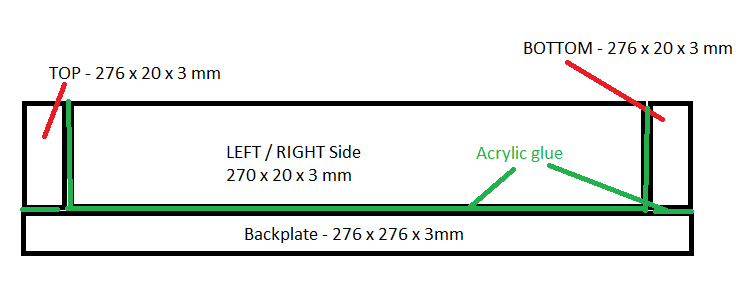 BOTTOM - 276 x 20 x 3 mm
TOP - 276 x 20 x 3 mm
LEFT / RIGHT Side
270 x 20 x 3 mm
Acrylic glue
Backplate - 276 x 276 x 3mm